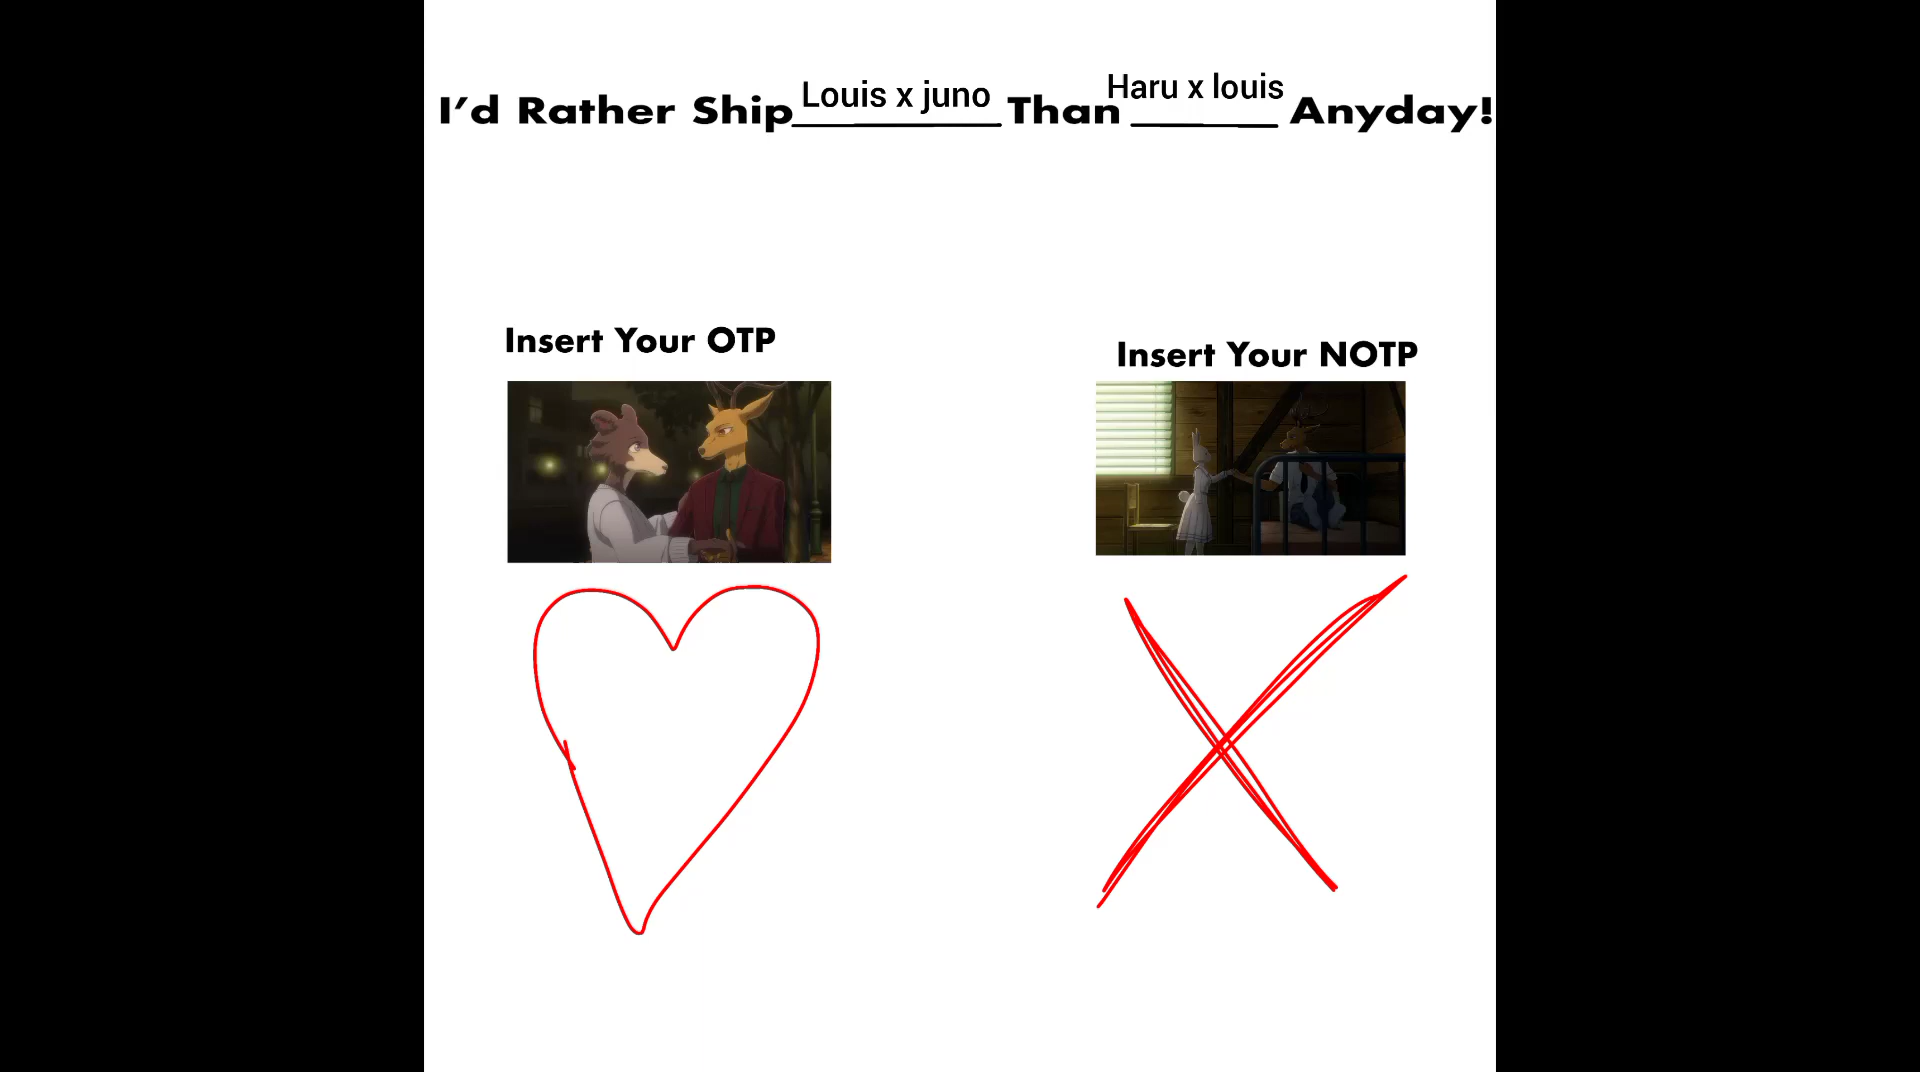 I'd Rather Ship Louis x juno Than Haru x louis Anyday!
Insert Your OTP
Insert Your NOTP